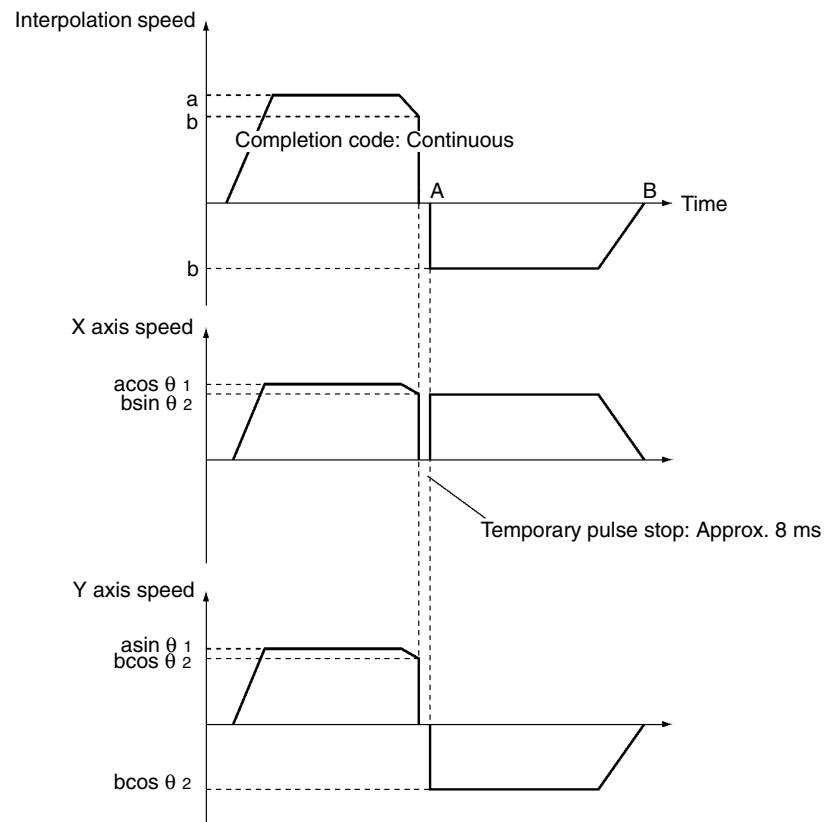 Interpolation speed
a
b
Completion code: Continuous
A
B
Time
b
X axis speed
acos θ 1
bsin θ 2
Temporary pulse stop: Approx. 8 ms
Y axis speed
asin θ 1
bcos θ 2
bcos θ 2